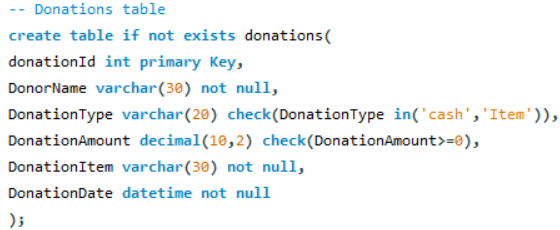 -- Donations table
create table if not exists donations(
donationId int primary Key,
DonorName varchar(30) not null,
DonationType varchar(20) check(DonationType in('cash','Item')),
DonationAmount decimal(10,2) check(DonationAmount>=0),
DonationItem varchar(30) not null,
DonationDate datetime not null
);